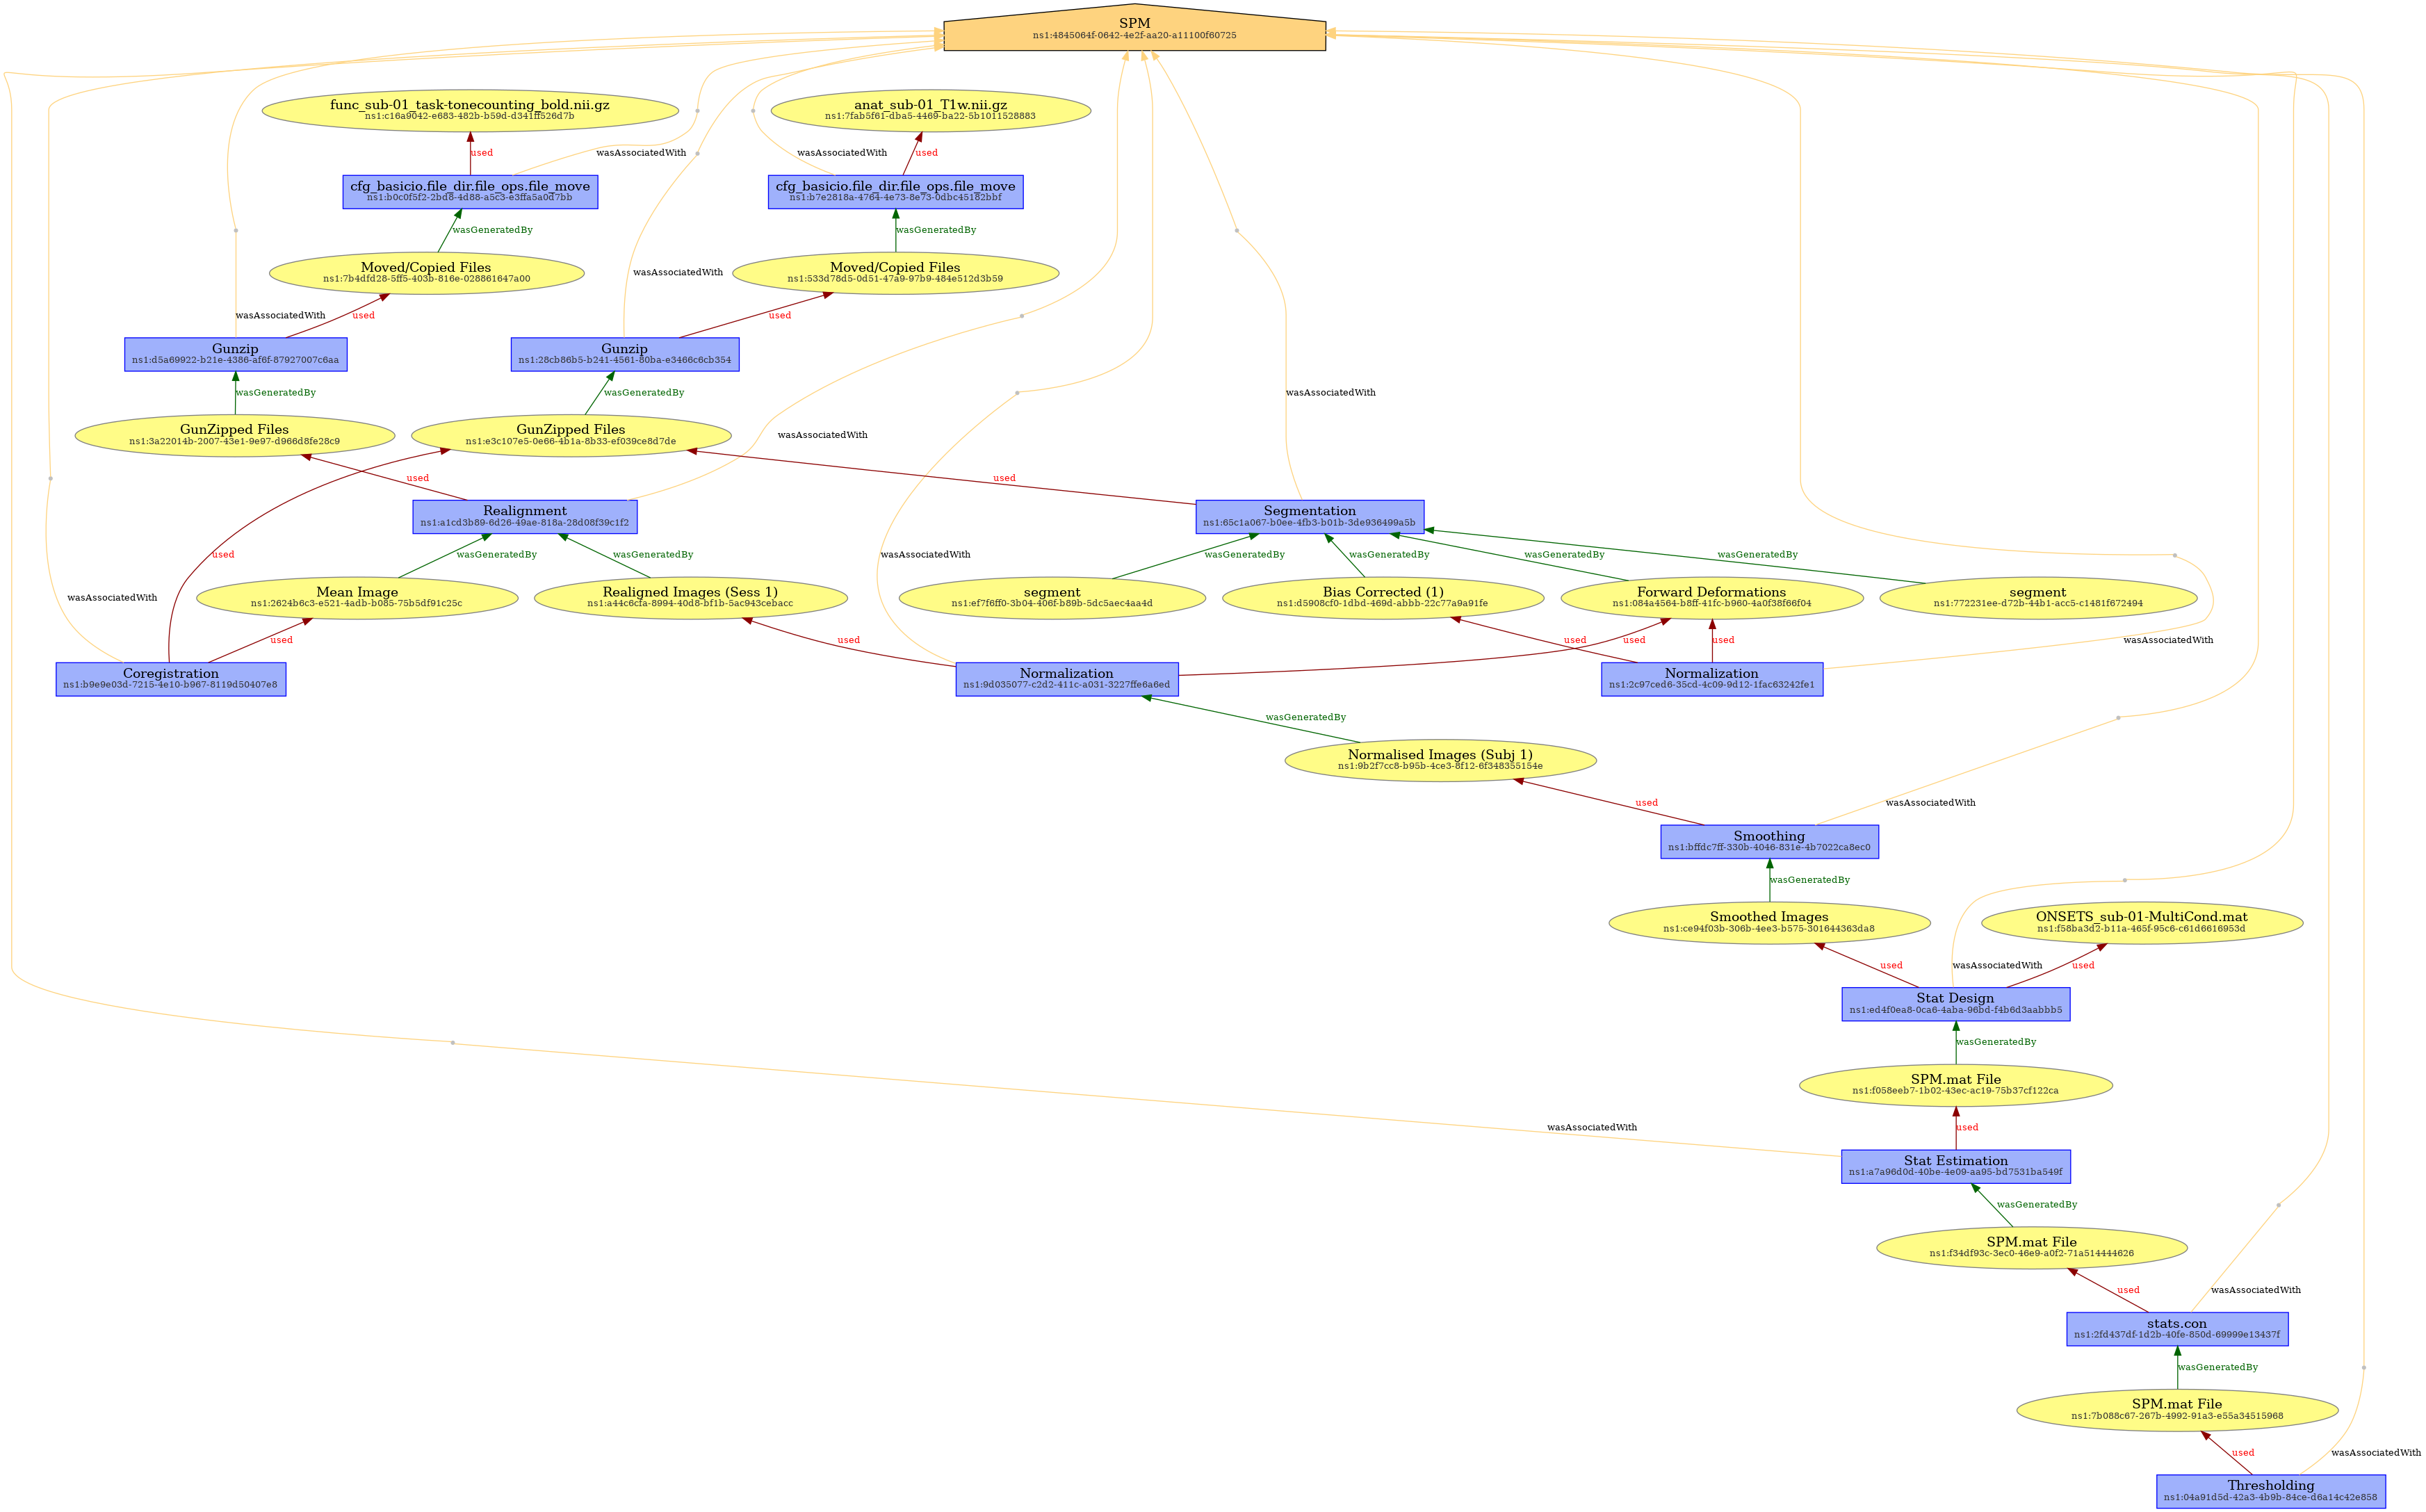 SPM
ns1:4845064f-0642-4e2f-aa20-a11100f60725
func_sub-01_task-tonecounting_bold.nii.gz
ns1:c16a9042-e683-482b-b59d-d341ff526d7b
anat_sub-01_T1w.nii.gz
ns1:7fab5f61-dba5-4469-ba22-5b1011528883
used
wasAssociatedWith
wasAssociatedWith
used
cfg_basicio.file_dir.file_ops.file_move
ns1:b0c0f5f2-2bd8-4d88-a5c3-e3ffa5a0d7bb
cfg_basicio.file_dir.file_ops.file_move
ns1:b7e2818a-4764-4e73-8e73-0dbc45182bbf
wasGeneratedBy
wasGeneratedBy
Moved/Copied Files
ns1:7b4dfd28-5ff5-403b-816e-028861647a00
wasAssociatedWith
Moved/Copied Files
ns1:533d78d5-0d51-47a9-97b9-484e512d3b59
wasAssociatedWith
used
used
Gunzip
ns1:d5a69922-b21e-4386-af6f-87927007c6aa
Gunzip
ns1:28cb86b5-b241-4561-80ba-e3466c6cb354
wasGeneratedBy
wasGeneratedBy
wasAssociatedWith
GunZipped Files
ns1:3a22014b-2007-43e1-9e97-d966d8fe28c9
GunZipped Files
ns1:e3c107e5-0e66-4b1a-8b33-ef039ce8d7de
wasAssociatedWith
used
used
Realignment
ns1:a1cd3b89-6d26-49ae-818a-28d08f39c1f2
Segmentation
ns1:65c1a067-b0ee-4fb3-b01b-3de936499a5b
used
wasGeneratedBy
wasGeneratedBy
wasAssociatedWith
wasGeneratedBy
wasGeneratedBy
wasGeneratedBy
wasGeneratedBy
wasAssociatedWith
Mean Image
ns1:2624b6c3-e521-4adb-b085-75b5df91c25c
Realigned Images (Sess 1)
ns1:a44c6cfa-8994-40d8-bf1b-5ac943cebacc
segment
ns1:ef7f6ff0-3b04-406f-b89b-5dc5aec4aa4d
Bias Corrected (1)
ns1:d5908cf0-1dbd-469d-abbb-22c77a9a91fe
Forward Deformations
ns1:084a4564-b8ff-41fc-b960-4a0f38f66f04
segment
ns1:772231ee-d72b-44b1-acc5-c1481f672494
used
used
used
used
used
wasAssociatedWith
Coregistration
ns1:b9e9e03d-7215-4e10-b967-8119d50407e8
Normalization
ns1:9d035077-c2d2-411c-a031-3227ffe6a6ed
Normalization
ns1:2c97ced6-35cd-4c09-9d12-1fac63242fe1
wasGeneratedBy
Normalised Images (Subj 1)
ns1:9b2f7cc8-b95b-4ce3-8f12-6f348355154e
used
wasAssociatedWith
Smoothing
ns1:bffdc7ff-330b-4046-831e-4b7022ca8ec0
wasGeneratedBy
Smoothed Images
ns1:ce94f03b-306b-4ee3-b575-301644363da8
ONSETS_sub-01-MultiCond.mat
ns1:f58ba3d2-b11a-465f-95c6-c61d6616953d
used
wasAssociatedWith
used
Stat Design
ns1:ed4f0ea8-0ca6-4aba-96bd-f4b6d3aabbb5
wasGeneratedBy
SPM.mat File
ns1:f058eeb7-1b02-43ec-ac19-75b37cf122ca
wasAssociatedWith
used
Stat Estimation
ns1:a7a96d0d-40be-4e09-aa95-bd7531ba549f
wasGeneratedBy
SPM.mat File
ns1:f34df93c-3ec0-46e9-a0f2-71a514444626
used
wasAssociatedWith
stats.con
ns1:2fd437df-1d2b-40fe-850d-69999e13437f
wasGeneratedBy
SPM.mat File
ns1:7b088c67-267b-4992-91a3-e55a34515968
used
wasAssociatedWith
Thresholding
ns1:04a91d5d-42a3-4b9b-84ce-d6a14c42e858